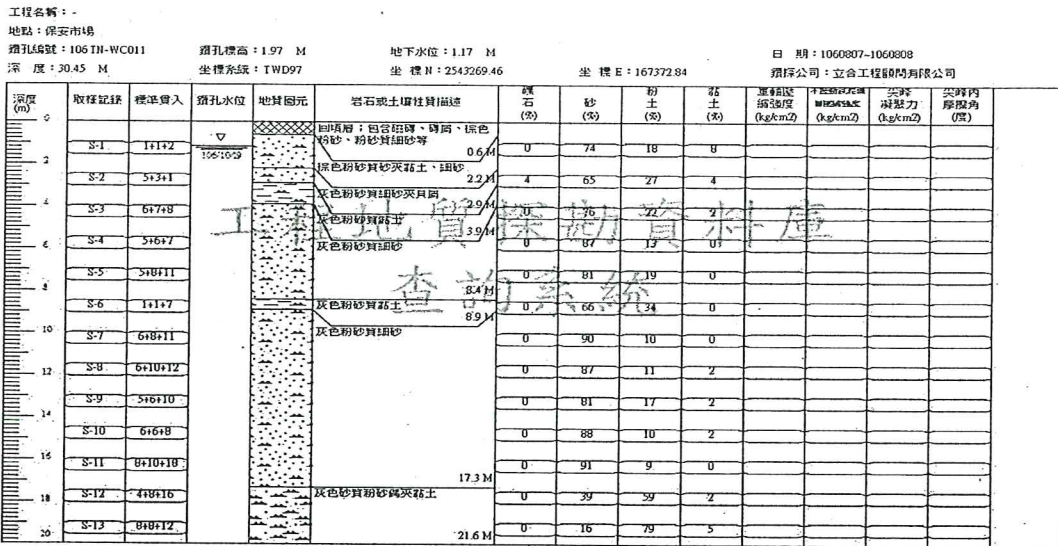 工程名稱：-
地點：保安市場
鑽孔編號：106TN-WC011 鑽孔標高：1.97 M 地下水位：1.17 M 日 期：1060807~1060808
深 度：30.45 M 坐標系統：TWD97 坐 標 N：2543269.46 坐 標 E：167372.84 鑽探公司：立合工程顧問有限公司
深度(m) 取樣記錄 標準貫入 鑽孔水位 地質圖元 岩石或土壤性質描述 礫石(%) 砂(%) 粉土(%) 黏土(%) 單軸壓縮強度(kg/cm2) (kg/cm2) 尖峰凝聚力(kg/cm2) 尖峰內摩擦角(度)
0
回填層；包含磁磚、磚屑、棕色
粉砂、粉砂質細砂等
0.6 M
S-1 1+1+2 0 74 18 8
106/10/9
2
棕色粉砂質砂夾黏土、細砂
2.2 M
S-2 5+3+1 4 65 27 4
灰色粉砂質細砂夾貝屑
2.9 M
4
S-3 6+7+8 0 76 22 2
灰色粉砂質黏土
3.9 M
工程地質探勘資料庫
灰色粉砂質細砂
S-4 5+6+7 0 87 13 0
6
S-5 5+8+11 0 81 19 0
8
8.4 M
查詢系統
S-6 1+1+7 0 66 34 0
灰色粉砂質黏土
8.9 M
10
灰色粉砂質細砂
S-7 6+8+11 0 90 10 0
S-8 6+10+12 0 87 11 2
12
S-9 5+6+10 0 81 17 2
14
S-10 6+6+8 0 88 10 2
16
S-11 8+10+18 0 91 9 0
17.3 M
S-12 4+8+16 0 39 59 2
灰色砂質粉砂偶夾黏土
18
S-13 8+8+12 0 16 79 5
20
21.6 M